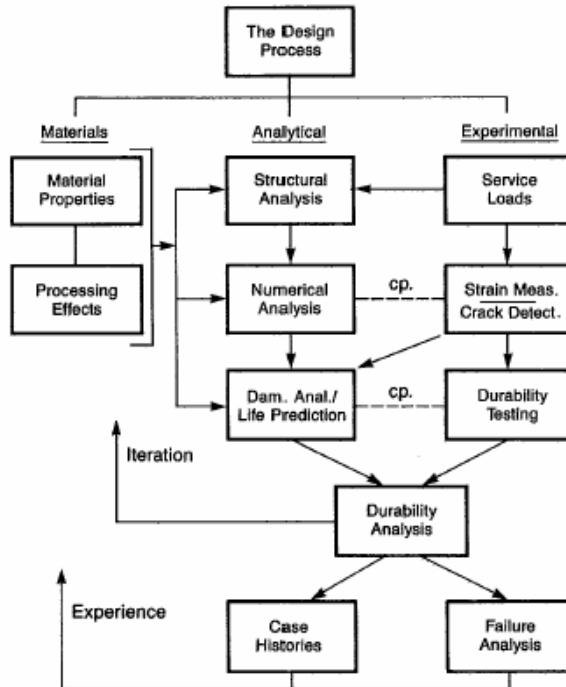 The Design
Process
Materials
Analytical
Experimental
Material
Properties
Structural
Analysis
Service
Loads
Processing
Effects
Numerical
Analysis
cp.
Strain Meas.
Crack Detect.
Dam. Anal./
Life Prediction
cp.
Durability
Testing
Iteration
Durability
Analysis
Experience
Case
Histories
Failure
Analysis